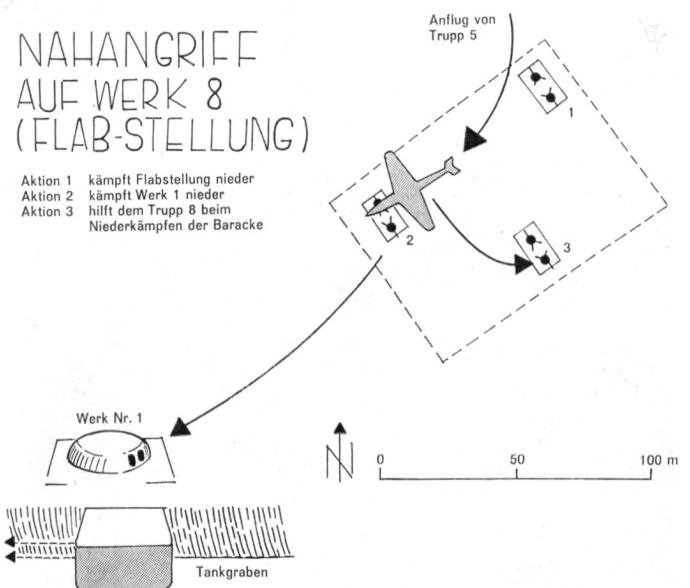 NAHANGRIFF
AUF WERK 8
(FLAB-STELLUNG)
Aktion 1 kämpft Flabstellung nieder
Aktion 2 kämpft Werk 1 nieder
Aktion 3 hilft dem Trupp 8 beim
Niederkämpfen der Baracke
Anflug von
Trupp 5
1
2
3
Werk Nr. 1
N
0 50 100 m
Tankgraben